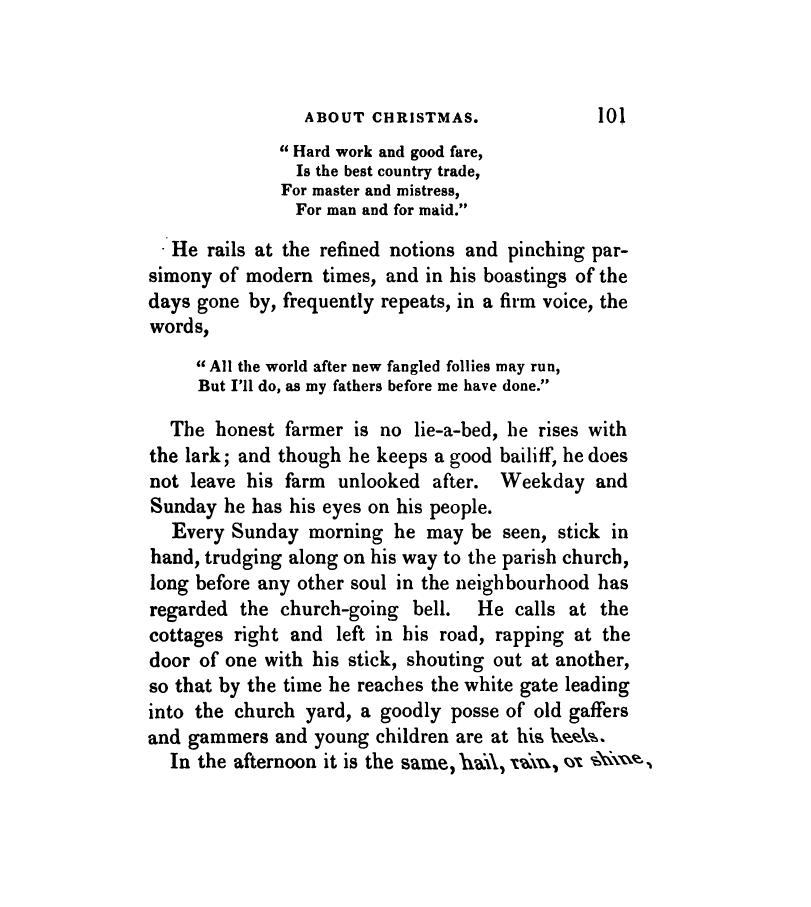 ABOUT CHRISTMAS. 101
“ Hard work and good fare,
Is the best country trade,
For master and mistress,
For man and for maid.”
He rails at the refined notions and pinching par-
simony of modern times, and in his boastings of the
days gone by, frequently repeats, in a firm voice, the
words,
“ All the world after new fangled follies may run,
But I’ll do, as my fathers before me have done.”
The honest farmer is no lie-a-bed, he rises with
the lark; and though he keeps a good bailiff, he does
not leave his farm unlooked after. Weekday and
Sunday he has his eyes on his people.
Every Sunday morning he may be seen, stick in
hand, trudging along on his way to the parish church,
long before any other soul in the neighbourhood has
regarded the church-going bell. He calls at the
cottages right and left in his road, rapping at the
door of one with his stick, shouting out at another,
so that by the time he reaches the white gate leading
into the church yard, a goodly posse of old gaffers
and gammers and young children are at his heels.
In the afternoon it is the same, hail, rain, or shine,